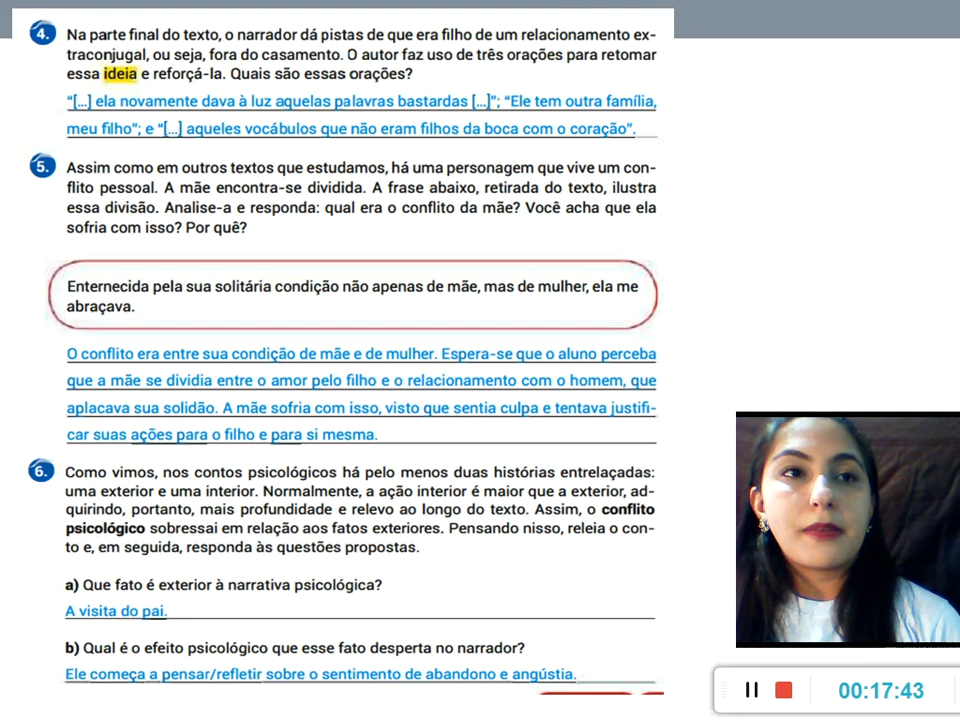 4. Na parte final do texto, o narrador dá pistas de que era filho de um relacionamento ex-
traconjugal, ou seja, fora do casamento. O autor faz uso de três orações para retomar
essa ideia e reforçá-la. Quais são essas orações?
“[...] ela novamente dava à luz aquelas palavras bastardas [...]”; “Ele tem outra família,
meu filho”; e “[...] aqueles vocábulos que não eram filhos da boca com o coração”.
5. Assim como em outros textos que estudamos, há uma personagem que vive um con-
flito pessoal. A mãe encontra-se dividida. A frase abaixo, retirada do texto, ilustra
essa divisão. Analise-a e responda: qual era o conflito da mãe? Você acha que ela
sofria com isso? Por quê?
Enternecida pela sua solitária condição não apenas de mãe, mas de mulher, ela me
abraçava.
O conflito era entre sua condição de mãe e de mulher. Espera-se que o aluno perceba
que a mãe se dividia entre o amor pelo filho e o relacionamento com o homem, que
aplacava sua solidão. A mãe sofria com isso, visto que sentia culpa e tentava justifi-
car suas ações para o filho e para si mesma.
6. Como vimos, nos contos psicológicos há pelo menos duas histórias entrelaçadas:
uma exterior e uma interior. Normalmente, a ação interior é maior que a exterior, ad-
quirindo, portanto, mais profundidade e relevo ao longo do texto. Assim, o conflito
psicológico sobressai em relação aos fatos exteriores. Pensando nisso, releia o con-
to e, em seguida, responda às questões propostas.
a) Que fato é exterior à narrativa psicológica?
A visita do pai.
b) Qual é o efeito psicológico que esse fato desperta no narrador?
Ele começa a pensar/refletir sobre o sentimento de abandono e angústia.
00:17:43